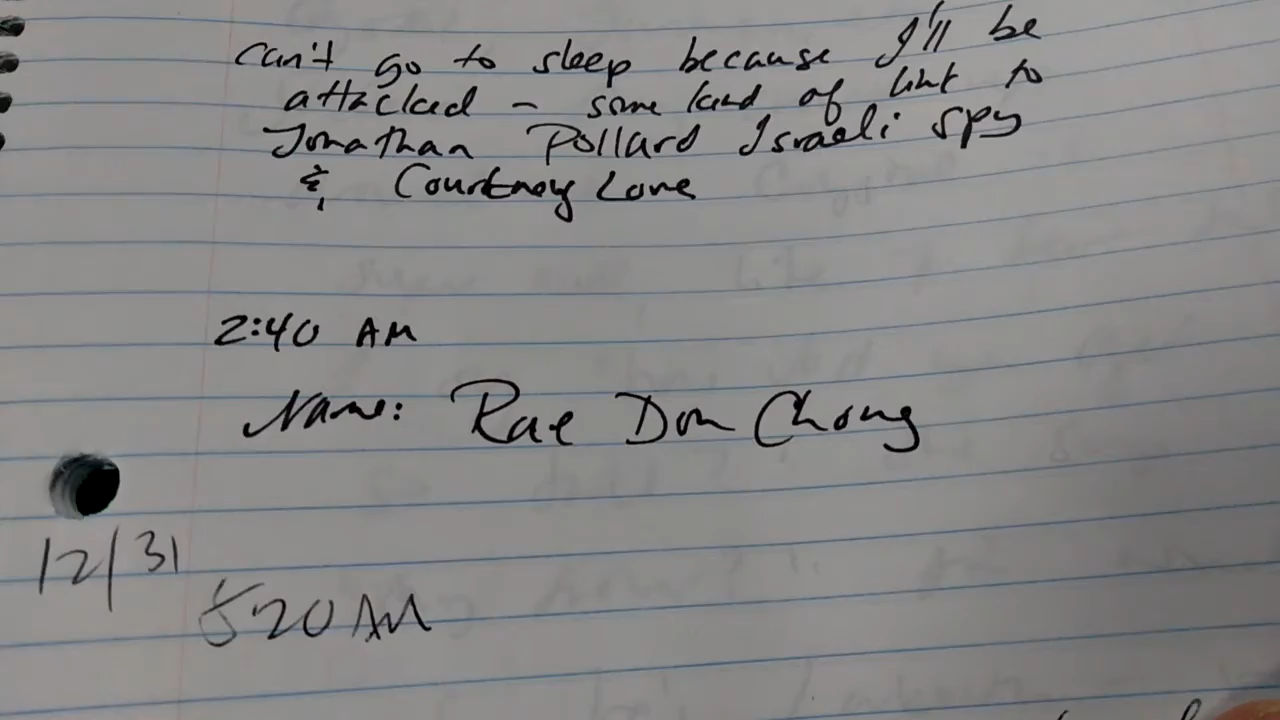 Can't go to sleep because I'll be
attacked - some kind of link to
Jonathan Pollard Israeli spy
& Courtney Love
2:40 AM
Name: Rae Don Chong
12/31
520 AM